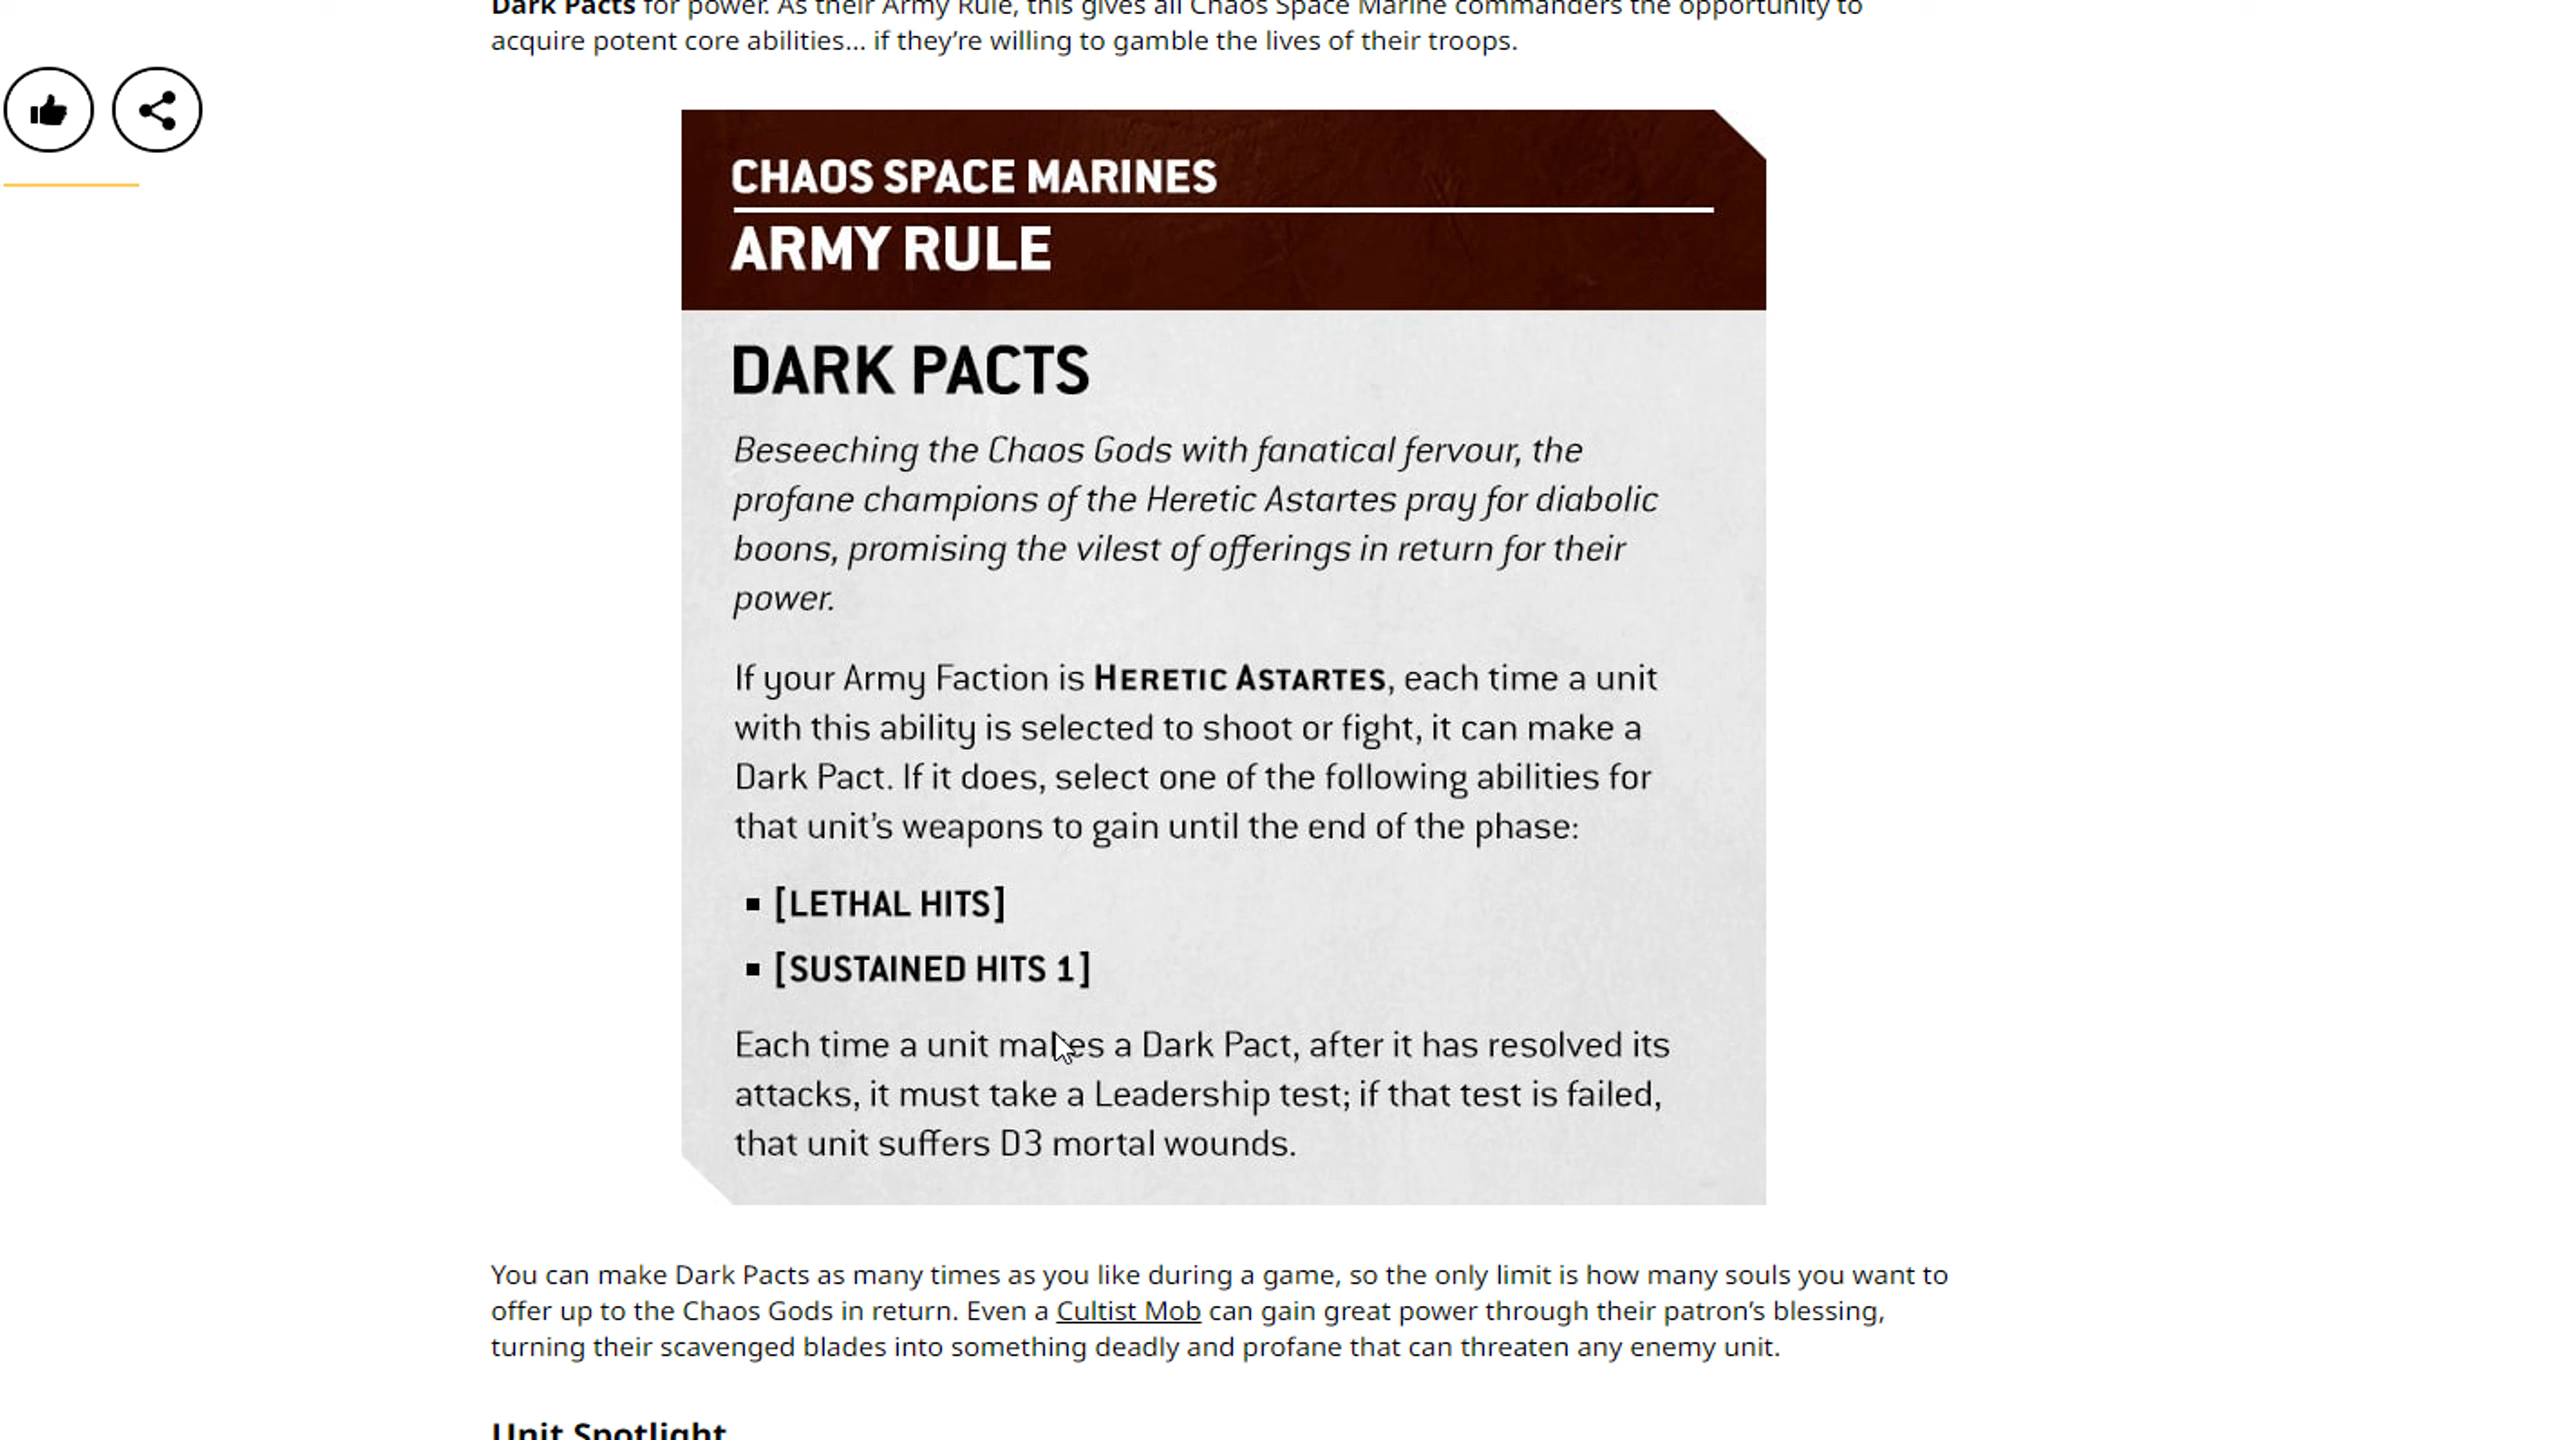 Dark Pacts for power. As their Army Rule, this gives all Chaos Space Marine commanders the opportunity to
acquire potent core abilities... if they’re willing to gamble the lives of their troops.
CHAOS SPACE MARINES
ARMY RULE
DARK PACTS
Beseeching the Chaos Gods with fanatical fervour, the
profane champions of the Heretic Astartes pray for diabolic
boons, promising the vilest of offerings in return for their
power.
If your Army Faction is HERETIC ASTARTES, each time a unit
with this ability is selected to shoot or fight, it can make a
Dark Pact. If it does, select one of the following abilities for
that unit’s weapons to gain until the end of the phase:
▪ [LETHAL HITS]
▪ [SUSTAINED HITS 1]
Each time a unit makes a Dark Pact, after it has resolved its
attacks, it must take a Leadership test; if that test is failed,
that unit suffers D3 mortal wounds.
You can make Dark Pacts as many times as you like during a game, so the only limit is how many souls you want to
offer up to the Chaos Gods in return. Even a Cultist Mob can gain great power through their patron’s blessing,
turning their scavenged blades into something deadly and profane that can threaten any enemy unit.
Unit Spotlight